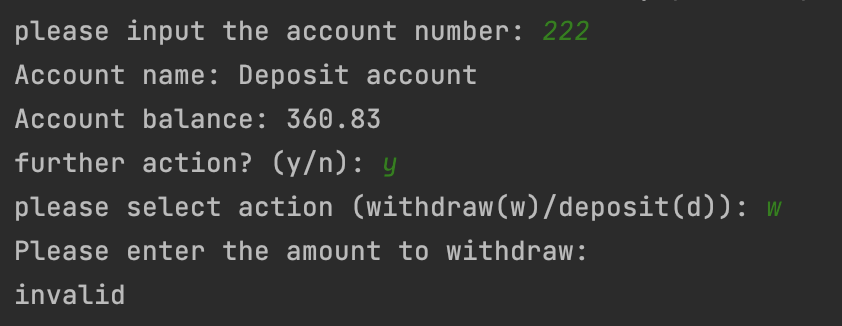 please input the account number: 222
Account name: Deposit account
Account balance: 360.83
further action? (y/n): y
please select action (withdraw(w)/deposit(d)): w
Please enter the amount to withdraw:
invalid